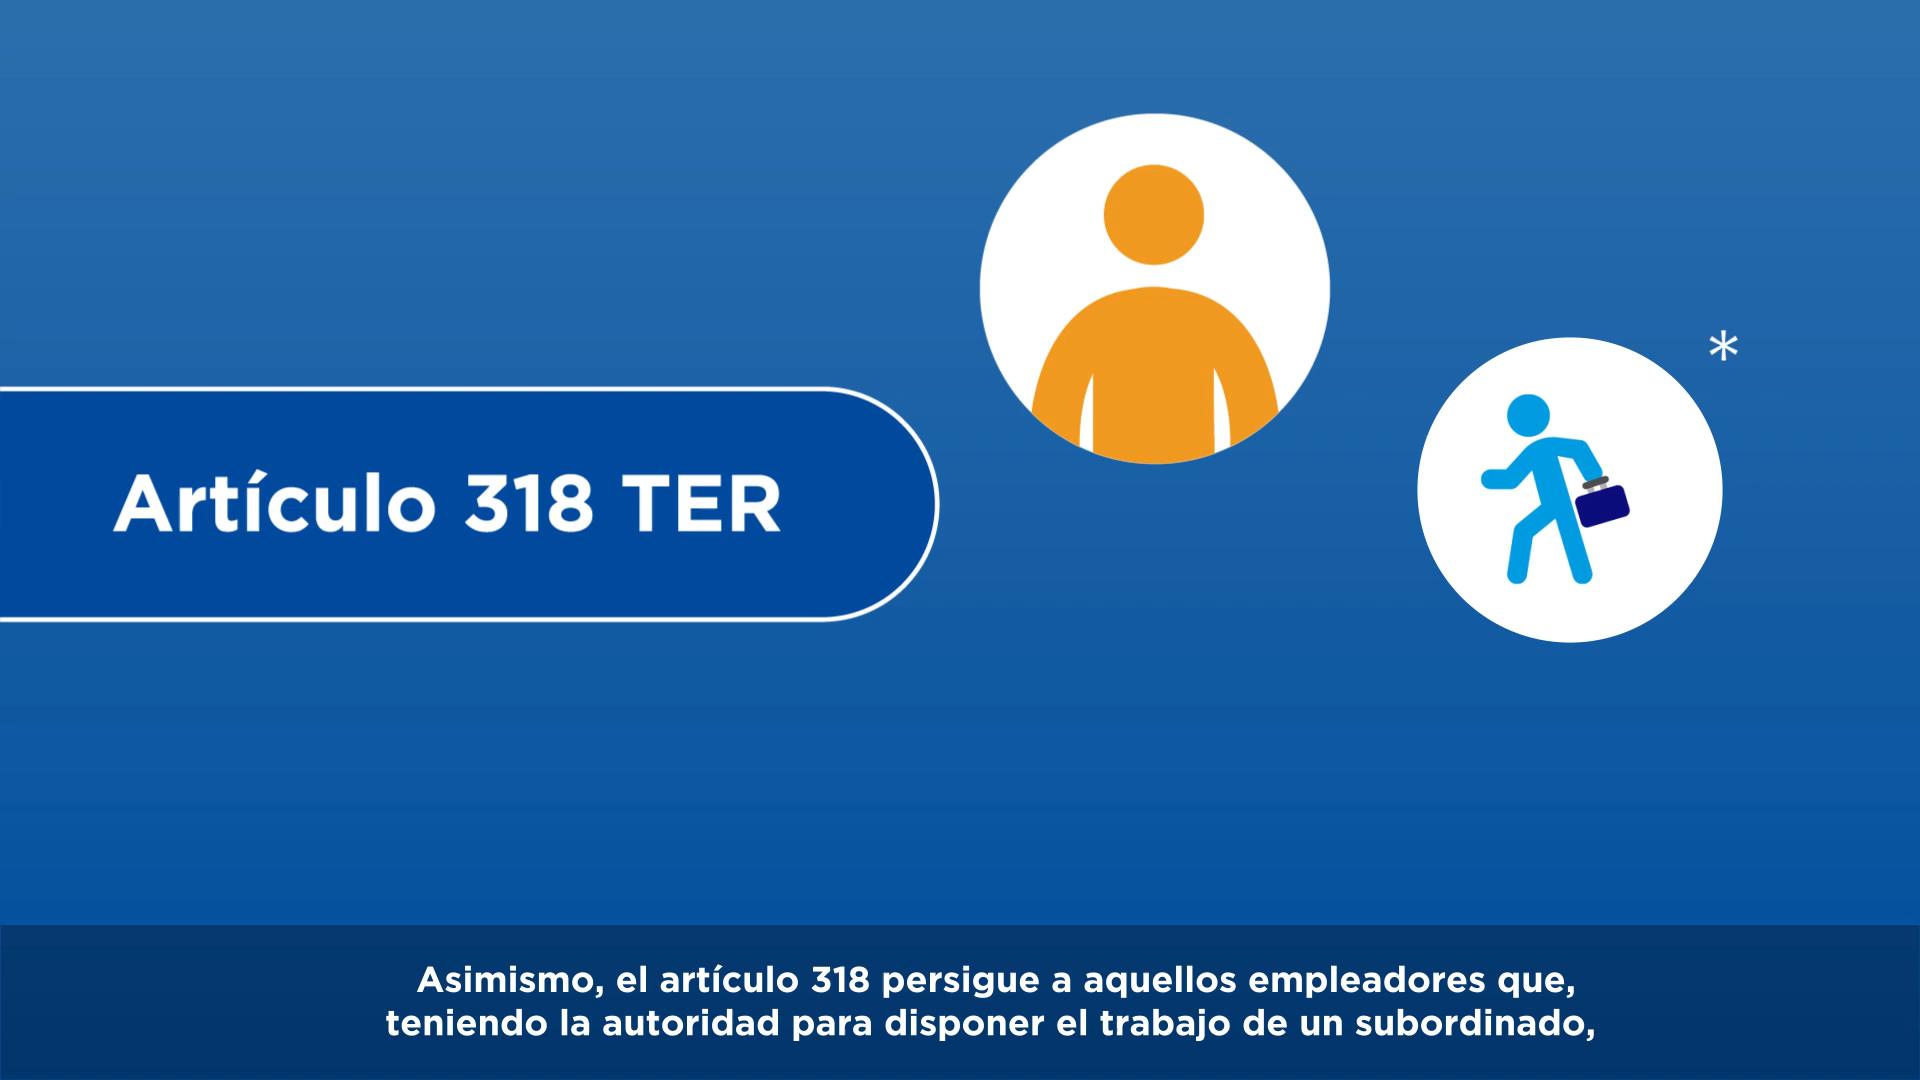 Artículo 318 TER
*
Asimismo, el artículo 318 persigue a aquellos empleadores que,
teniendo la autoridad para disponer el trabajo de un subordinado,